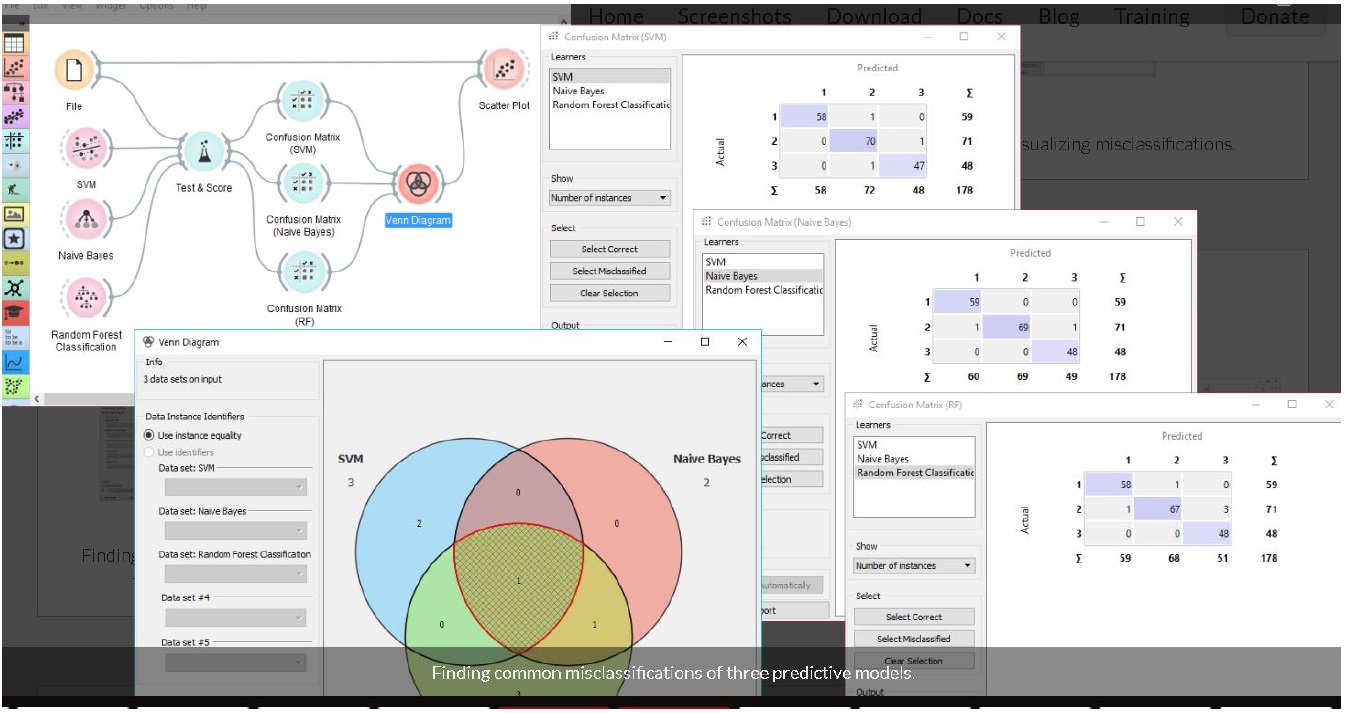 File Edit View Widget Options Help
Home Screenshots Download Docs Blog Training Donate
File
SVM
Naive Bayes
Random Forest
Classification
Test & Score
Confusion Matrix
(SVM)
Confusion Matrix
(Naive Bayes)
Confusion Matrix
(RF)
Venn Diagram
Scatter Plot
Confusion Matrix (SVM)
Learners
SVM
Naive Bayes
Random Forest Classificatic
Show
Number of instances
Select
Select Correct
Select Misclassified
Clear Selection
Output
Predicted
1 2 3 Σ
1 58 1 0 59
Actual
2 0 70 1 71
3 0 1 47 48
Σ 58 72 48 178
sualizing misclassifications.
Confusion Matrix (Naive Bayes)
Learners
SVM
Naive Bayes
Random Forest Classificatic
ances
Correct
sclassified
election
automatically
port
Predicted
1 2 3 Σ
1 59 0 0 59
Actual
2 1 69 1 71
3 0 0 48 48
Σ 60 69 49 178
Confusion Matrix (RF)
Learners
SVM
Naive Bayes
Random Forest Classificatic
Show
Number of instances
Select
Select Correct
Select Misclassified
Clear Selection
Output
Predicted
1 2 3 Σ
1 58 1 0 59
Actual
2 1 67 3 71
3 0 0 48 48
Σ 59 68 51 178
Venn Diagram
Info
3 data sets on input
Data Instance Identifiers
Use instance equality
Use identifiers
Data set: SVM
Data set: Naive Bayes
Data set: Random Forest Classification
Data set #4
Data set #5
SVM
3
Naive Bayes
2
0
2
0
1
0
1
Finding
Finding common misclassifications of three predictive models.